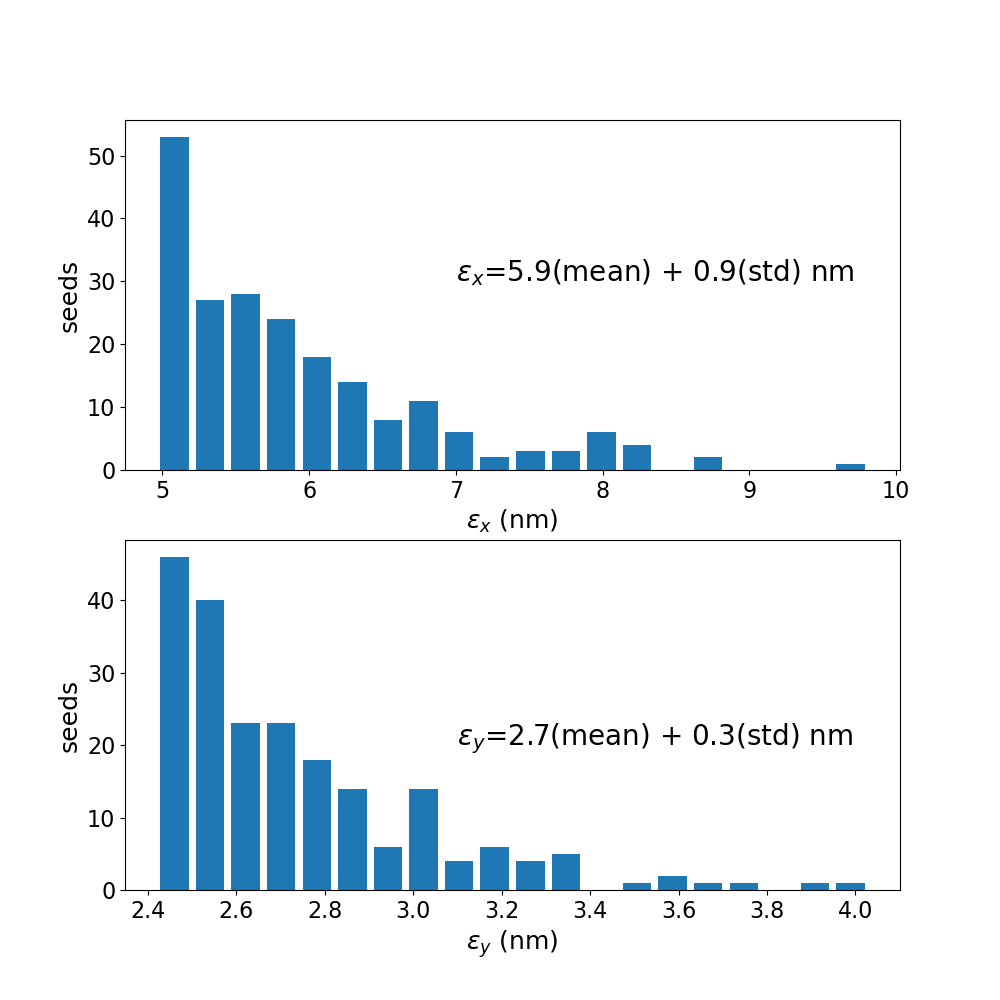 50
40
30
20
10
0
seeds
εx=5.9(mean) + 0.9(std) nm
5 6 7 8 9 10
εx (nm)
40
30
20
10
0
seeds
εy=2.7(mean) + 0.3(std) nm
2.4 2.6 2.8 3.0 3.2 3.4 3.6 3.8 4.0
εy (nm)